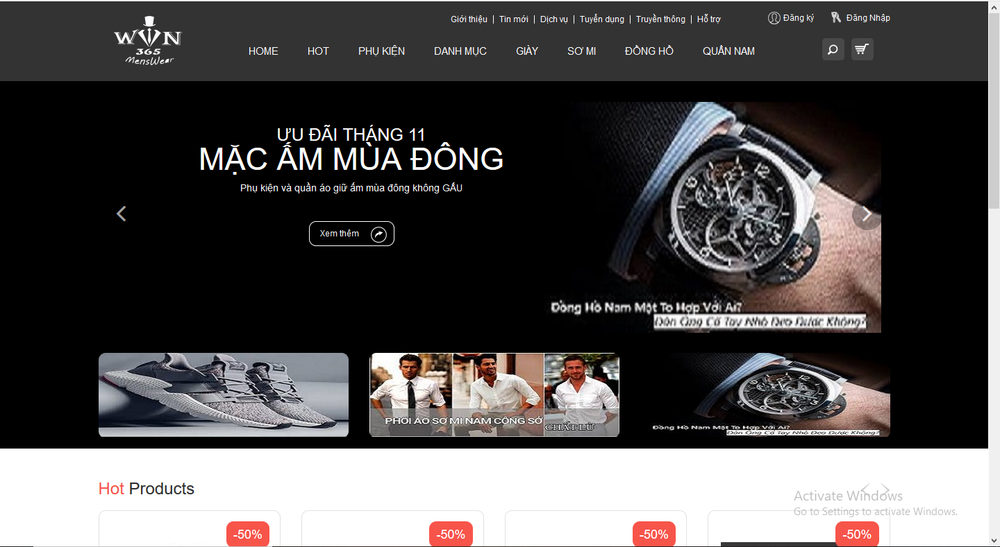 Giới thiệu | Tin mới | Dịch vụ | Tuyển dụng | Truyền thông | Hỗ trợ
Đăng ký
Đăng Nhập
WIN
365
MensWear
HOME
HOT
PHỤ KIỆN
DANH MỤC
GIÀY
SƠ MI
ĐỒNG HỒ
QUẦN NAM
ƯU ĐÃI THÁNG 11
MẶC ẤM MÙA ĐÔNG
Phụ kiện và quần áo giữ ấm mùa đông không GẤU
Xem thêm
Đồng Hồ Nam Mặt To Hợp Với Ai?
Đàn Ông Cổ Tay Nhỏ Đeo Được Không?
PHỐI ÁO SƠ MI NAM CÔNG SỞ
CHẤT LỪ
Đồng Hồ Nam Mặt To Hợp Với Ai?
Đàn Ông Cổ Tay Nhỏ Đeo Được Không?
Hot Products
Activate Windows
Go to Settings to activate Windows.
-50%
-50%
-50%
-50%